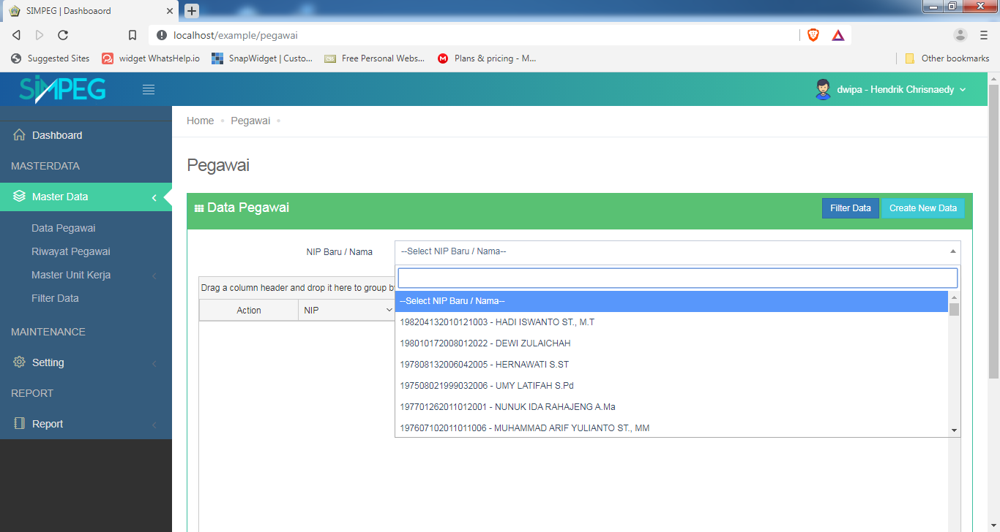 SIMPEG | Dashbooard
localhost/example/pegawai
Suggested Sites
widget WhatsHelp.io
SnapWidget | Custo...
CSS
Free Personal Webs...
M
Plans & pricing - M...
Other bookmarks
SiMPEG
dwipa - Hendrik Chrisnaedy
Home
Pegawai
Dashboard
MASTERDATA
Master Data
Data Pegawai
Riwayat Pegawai
Master Unit Kerja
Filter Data
MAINTENANCE
Setting
REPORT
Report
Pegawai
Data Pegawai
Filter Data
Create New Data
NIP Baru / Nama
--Select NIP Baru / Nama--
Drag a column header and drop it here to group b
Action
NIP
--Select NIP Baru / Nama--
198204132010121003 - HADI ISWANTO ST., M.T
198010172008012022 - DEWI ZULAICHAH
197808132006042005 - HERNAWATI S.ST
197508021999032006 - UMY LATIFAH S.Pd
197701262011012001 - NUNUK IDA RAHAJENG A.Ma
197607102011011006 - MUHAMMAD ARIF YULIANTO ST., MM